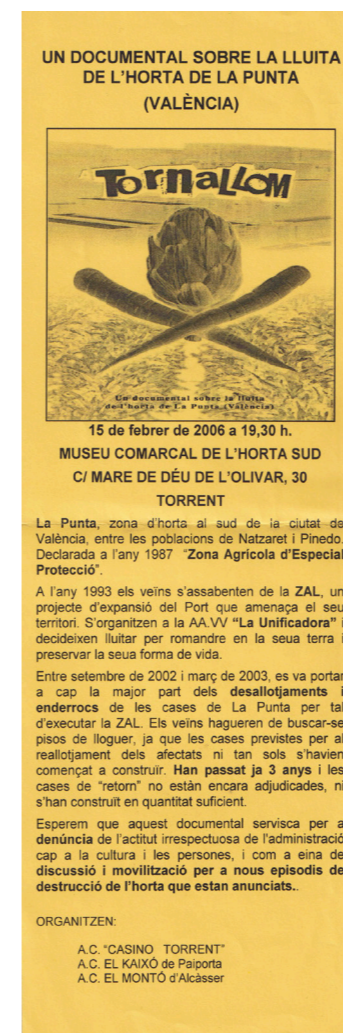 UN DOCUMENTAL SOBRE LA LLUITA
DE L'HORTA DE LA PUNTA
(VALÈNCIA)
TORNALLOM
Un documental sobre la lluita
de l'horta de La Punta (València)
15 de febrer de 2006 a 19,30 h.
MUSEU COMARCAL DE L'HORTA SUD
C/ MARE DE DÉU DE L'OLIVAR, 30
TORRENT
La Punta, zona d'horta al sud de la ciutat de
València, entre les poblacions de Natzaret i Pinedo.
Declarada a l'any 1987 "Zona Agrícola d'Especial
Protecció".
A l'any 1993 els veïns s'assabenten de la ZAL, un
projecte d'expansió del Port que amenaça el seu
territori. S'organitzen a la AA.VV "La Unificadora" i
decideixen lluitar per romandre en la seua terra i
preservar la seua forma de vida.
Entre setembre de 2002 i març de 2003, es va portar
a cap la major part dels desallotjaments i
enderrocs de les cases de La Punta per tal
d'executar la ZAL. Els veïns hagueren de buscar-se
pisos de lloguer, ja que les cases previstes per al
reallotjament dels afectats ni tan sols s'havien
començat a construïr. Han passat ja 3 anys i les
cases de "retorn" no estàn encara adjudicades, ni
s'han construït en quantitat suficient.
Esperem que aquest documental servisca per a
denúncia de l'actitut irrespectuosa de l'administració
cap a la cultura i les persones, i com a eina de
discussió i movilització per a nous episodis de
destrucció de l'horta que estan anunciats..
ORGANITZEN:
A.C. "CASINO TORRENT"
A.C. EL KAIXÓ de Paiporta
A.C. EL MONTÓ d'Alcàsser